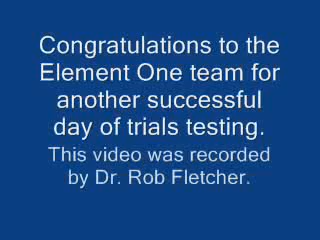 Congratulations to the
Element One team for
another successful
day of trials testing.
This video was recorded
by Dr. Rob Fletcher.